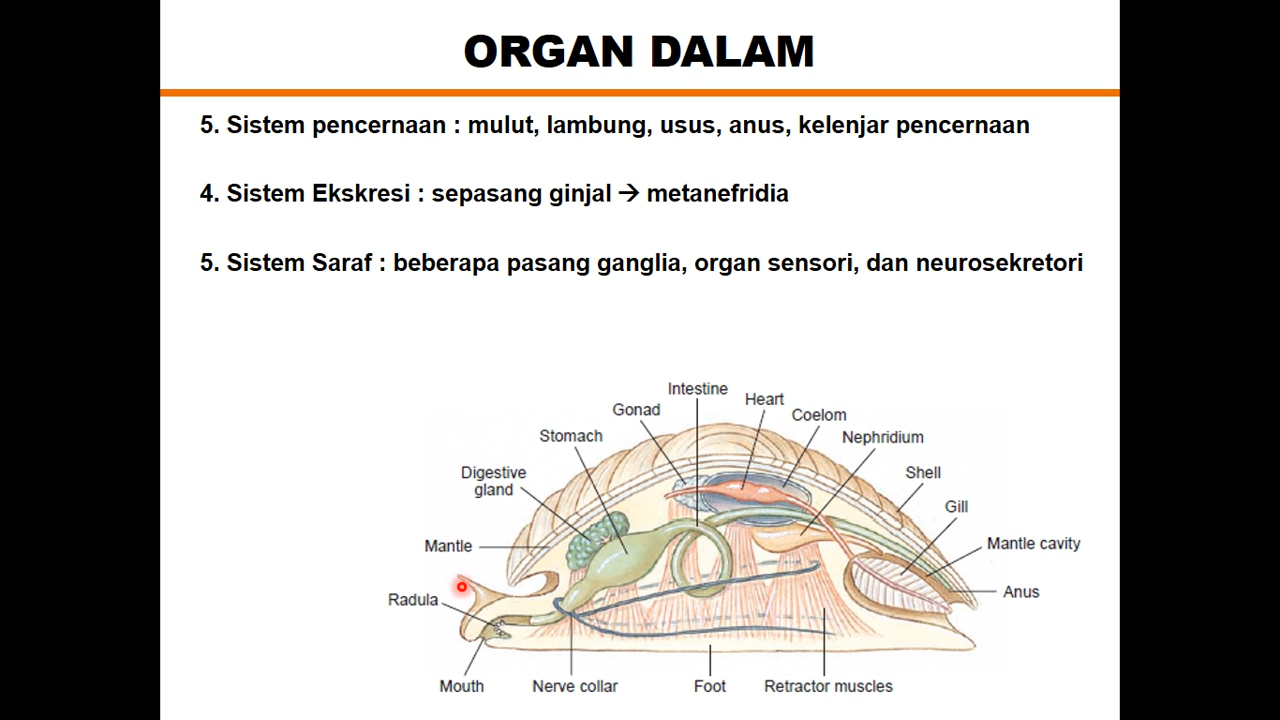 ORGAN DALAM
5. Sistem pencernaan : mulut, lambung, usus, anus, kelenjar pencernaan
4. Sistem Ekskresi : sepasang ginjal → metanefridia
5. Sistem Saraf : beberapa pasang ganglia, organ sensori, dan neurosekretori
Intestine
Heart
Gonad
Coelom
Stomach
Nephridium
Digestive
gland
Shell
Gill
Mantle
Mantle cavity
Anus
Radula
Mouth
Nerve collar
Foot
Retractor muscles